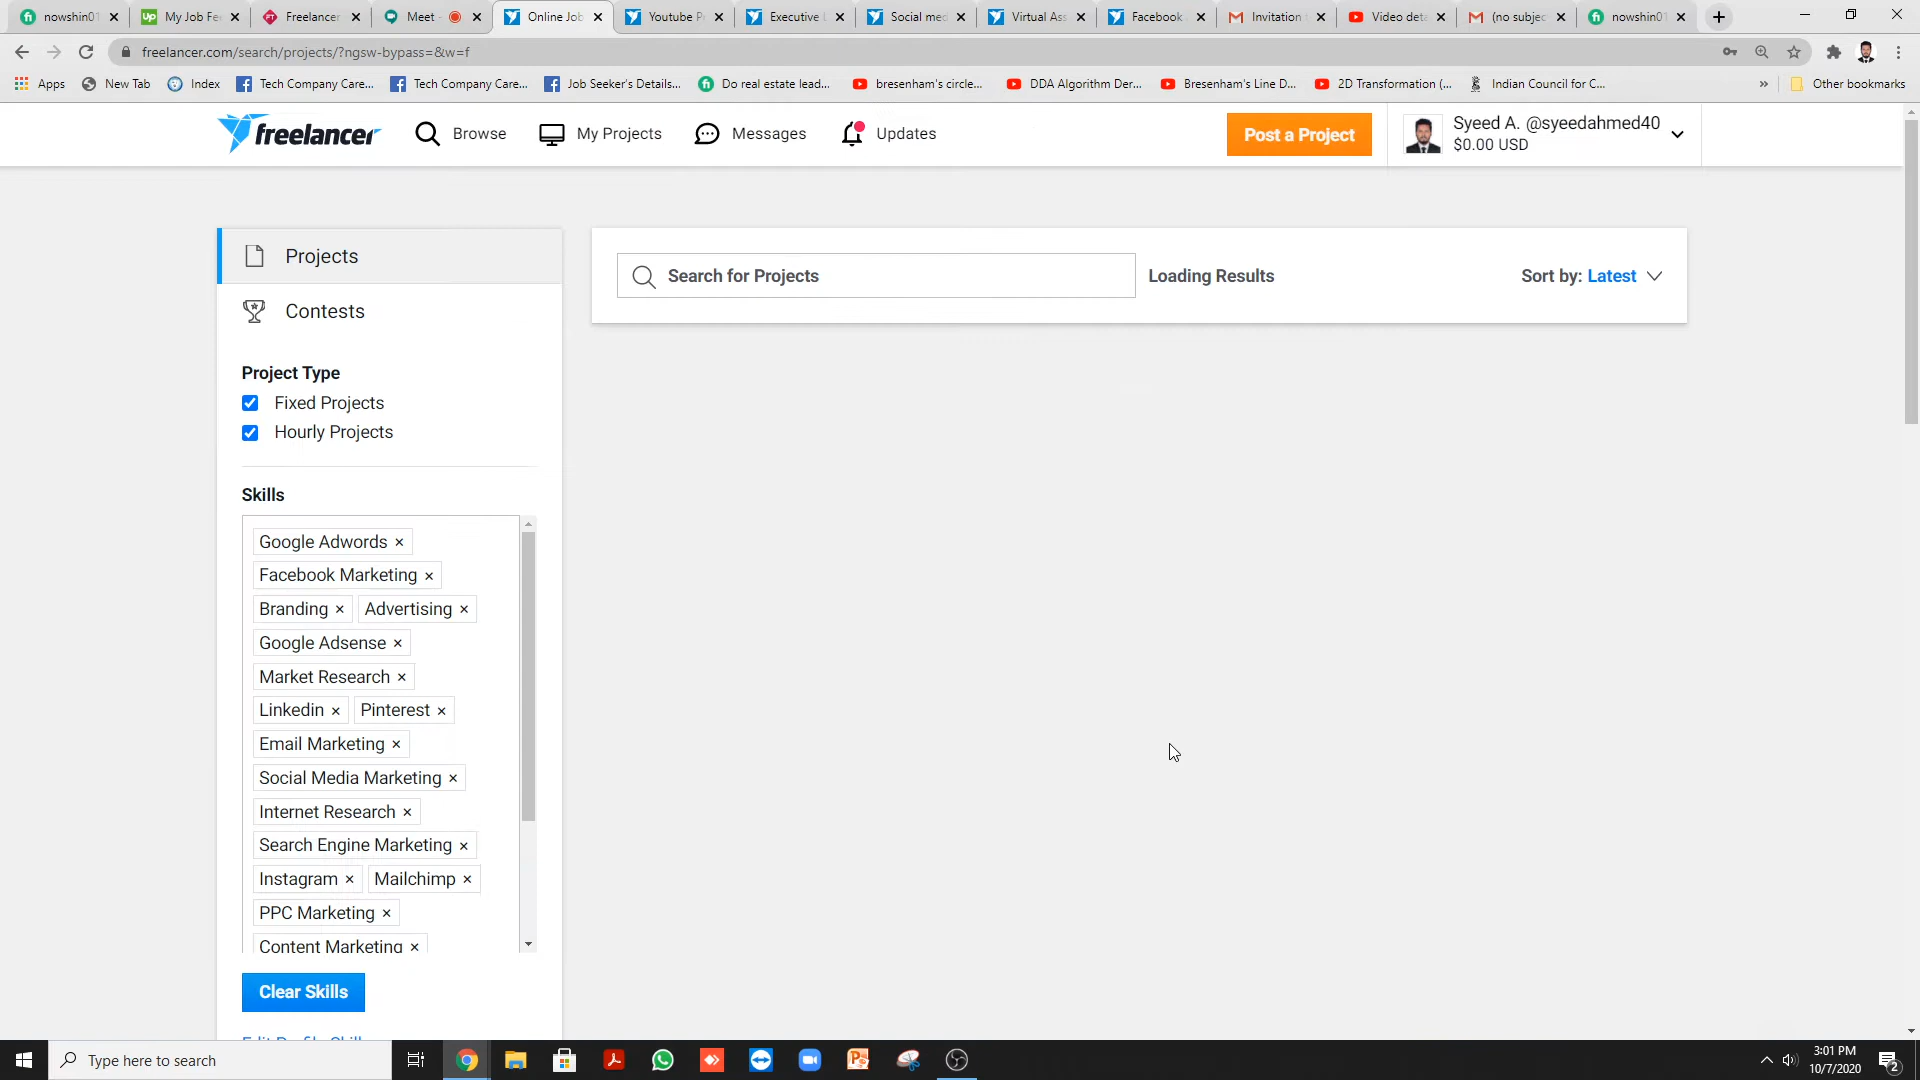 nowshin01
My Job Fe
Freelancer
Meet -
Online Job
Youtube P
Executive
Social med
Virtual Ass
Facebook
Invitation
Video deta
(no subjec
nowshin01
freelancer.com/search/projects/?ngsw-bypass=&w=f
Apps
New Tab
Index
Tech Company Care...
Tech Company Care...
Job Seeker's Details...
Do real estate lead...
bresenham's circle...
DDA Algorithm Der...
Bresenham's Line D...
2D Transformation (...
Indian Council for C...
»
Other bookmarks
freelancer
Browse
My Projects
Messages
Updates
Post a Project
Syeed A. @syeedahmed40
$0.00 USD
Projects
Contests
Search for Projects
Loading Results
Sort by: Latest
Project Type
Fixed Projects
Hourly Projects
Skills
Google Adwords ×
Facebook Marketing ×
Branding × Advertising ×
Google Adsense ×
Market Research ×
Linkedin × Pinterest ×
Email Marketing ×
Social Media Marketing ×
Internet Research ×
Search Engine Marketing ×
Instagram × Mailchimp ×
PPC Marketing ×
Content Marketing ×
Clear Skills
Edit Profile Skill
Type here to search
3:01 PM
10/7/2020
2